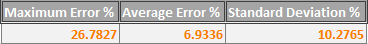 Maximum Error % Average Error % Standard Deviation %
26.7827 6.9336 10.2765